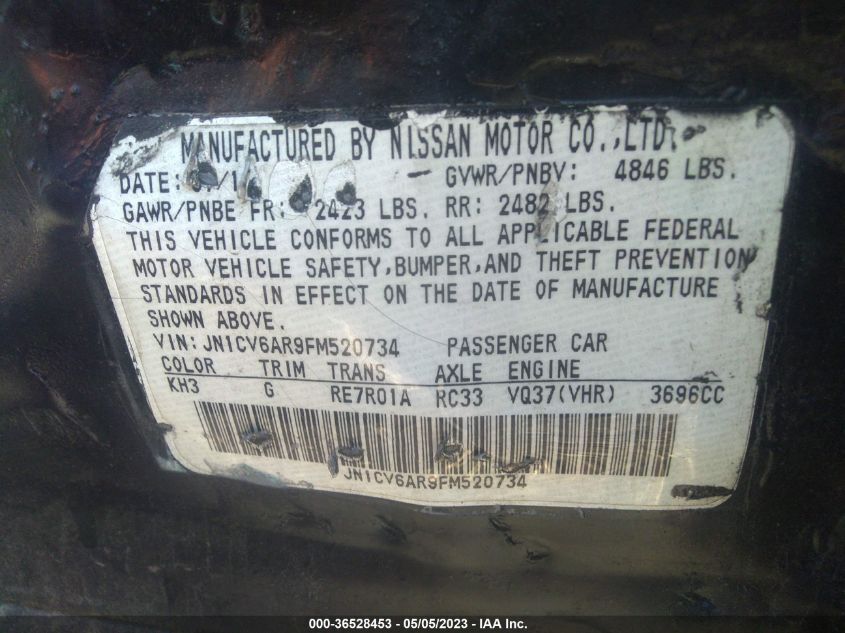 MANUFACTURED BY NISSAN MOTOR CO.,LTD.
DATE: GVWR/PNBV: 4846 LBS.
GAWR/PNBE FR: 2423 LBS. RR: 2482 LBS.
THIS VEHICLE CONFORMS TO ALL APPLICABLE FEDERAL
MOTOR VEHICLE SAFETY,BUMPER,AND THEFT PREVENTION
STANDARDS IN EFFECT ON THE DATE OF MANUFACTURE
SHOWN ABOVE.
VIN: JN1CV6AR9FM520734 PASSENGER CAR
COLOR TRIM TRANS AXLE ENGINE
KH3 G RE7R01A RC33 VQ37(VHR) 3696CC
JN1CV6AR9FM520734
000-36528453 - 05/05/2023 - IAA Inc.